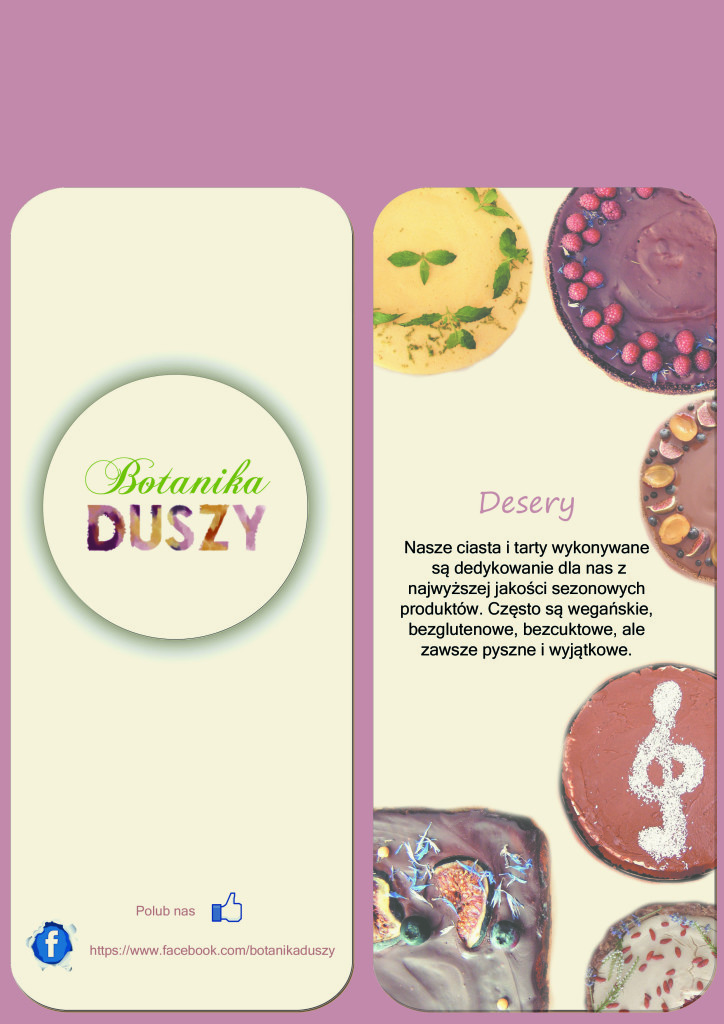 Botanika
DUSZY
Polub nas
https://www.facebook.com/botanikaduszy
Desery
Nasze ciasta i tarty wykonywane
są dedykowanie dla nas z
najwyższej jakości sezonowych
produktów. Często są wegańskie,
bezglutenowe, bezcuktowe, ale
zawsze pyszne i wyjątkowe.